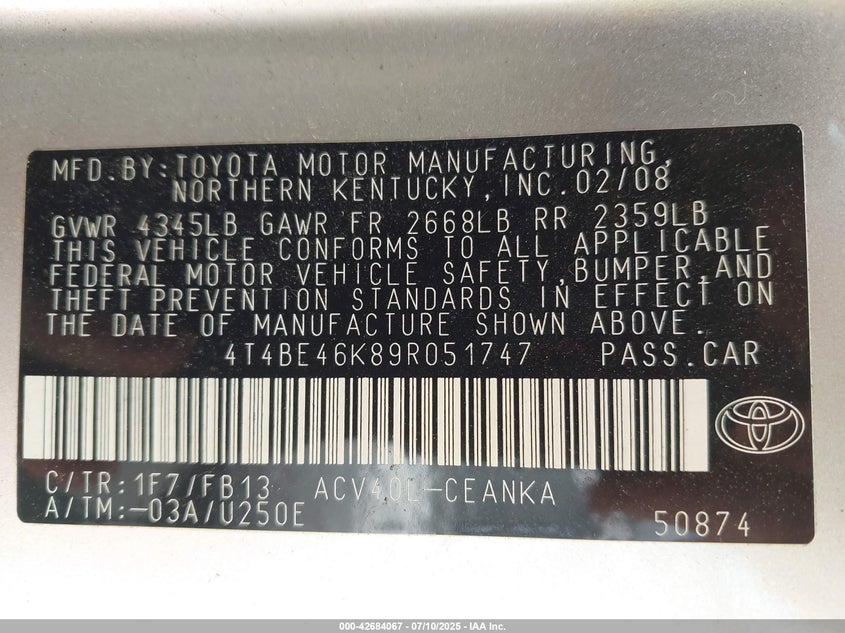 MFD.BY:TOYOTA MOTOR MANUFACTURING,
NORTHERN KENTUCKY,INC.02/08
GVWR 4345LB GAWR FR 2668LB RR 2359LB
THIS VEHICLE CONFORMS TO ALL APPLICABLE
FEDERAL MOTOR VEHICLE SAFETY,BUMPER,AND
THEFT PREVENTION STANDARDS IN EFFECT ON
THE DATE OF MANUFACTURE SHOWN ABOVE.
4T4BE46K89R051747 PASS.CAR
C/TR:1F7/FB13 ACV40L-CEANKA
A/TM:-03A/U250E
50874
000-42684067 - 07/10/2025 - IAA Inc.